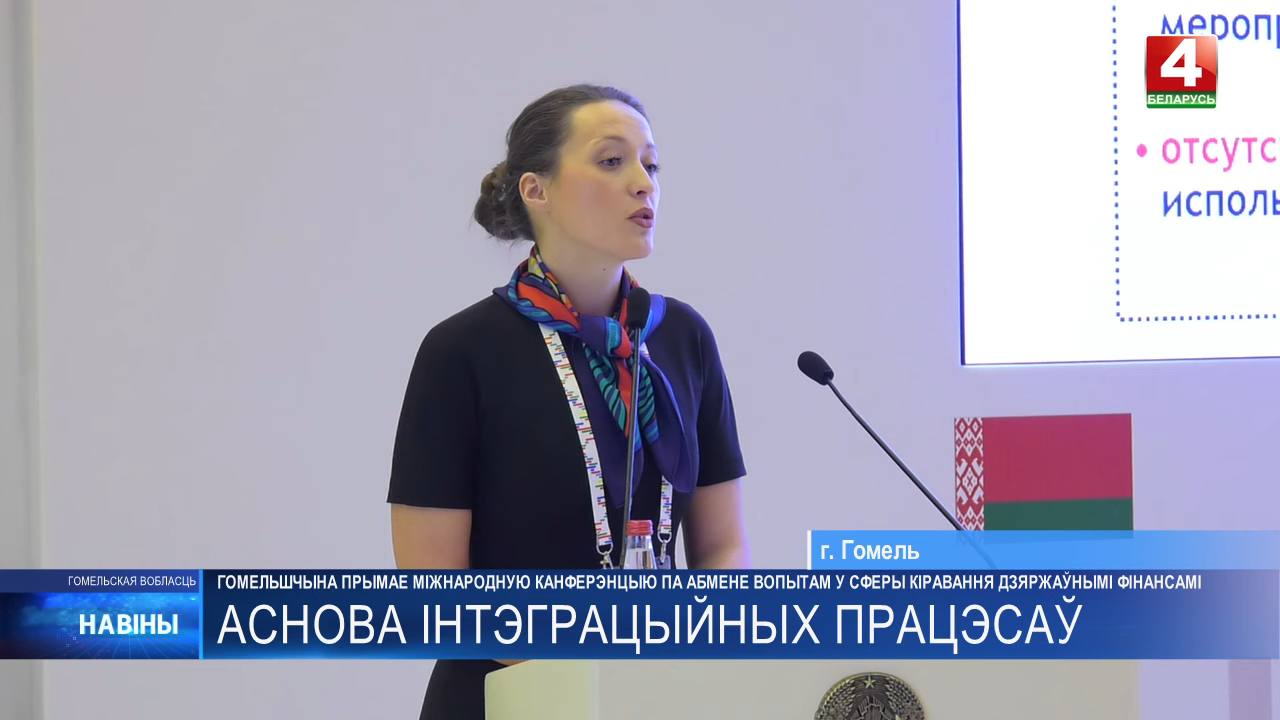 мероп
4
БЕЛАРУСЬ
• отсутс
исполь
г. Гомель
ГОМЕЛЬСКАЯ ВОБЛАСЦЬ
ГОМЕЛЬШЧЫНА ПРЫМАЕ МІЖНАРОДНУЮ КАНФЕРЭНЦЫЮ ПА АБМЕНЕ ВОПЫТАМ У СФЕРЫ КІРАВАННЯ ДЗЯРЖАЎНЫМІ ФІНАНСАМІ
НАВІНЫ
АСНОВА ІНТЭГРАЦЫЙНЫХ ПРАЦЭСАЎ